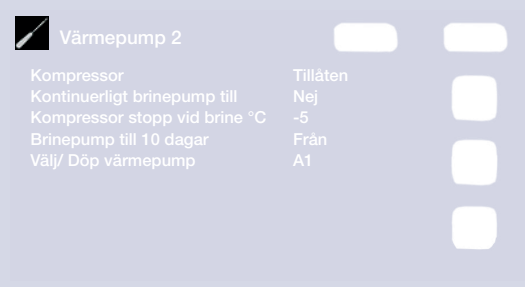 Värmepump 2
Kompressor Tillåten
Kontinuerligt brinepump till Nej
Kompressor stopp vid brine °C -5
Brinepump till 10 dagar Från
Välj/ Döp värmepump A1